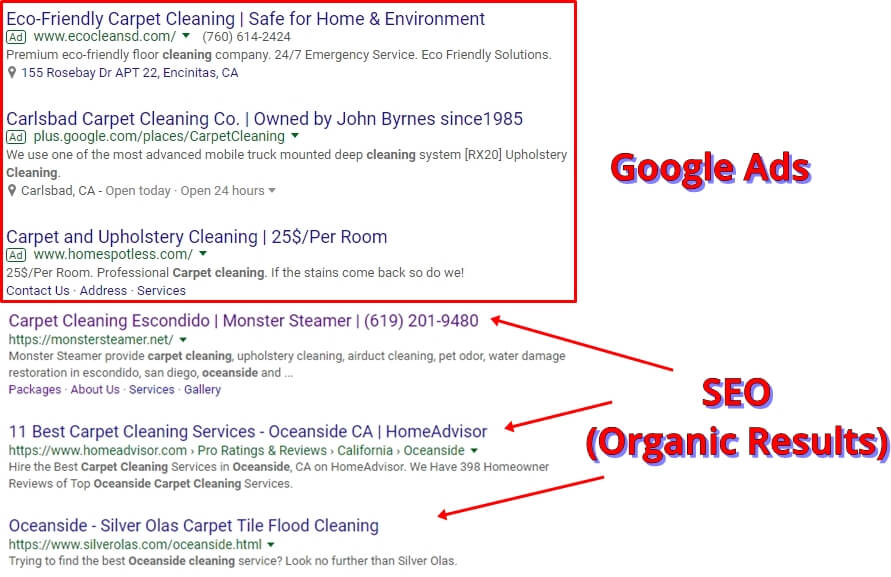 Eco-Friendly Carpet Cleaning | Safe for Home & Environment
Ad www.ecocleansd.com/ (760) 614-2424
Premium eco-friendly floor cleaning company. 24/7 Emergency Service. Eco Friendly Solutions.
155 Rosebay Dr APT 22, Encinitas, CA
Carlsbad Carpet Cleaning Co. | Owned by John Byrnes since1985
Ad plus.google.com/places/CarpetCleaning
We use one of the most advanced mobile truck mounted deep cleaning system [RX20] Upholstery
Cleaning.
Carlsbad, CA - Open today · Open 24 hours
Carpet and Upholstery Cleaning | 25$/Per Room
Ad www.homespotless.com/
25$/Per Room. Professional Carpet cleaning. If the stains come back so do we!
Contact Us · Address · Services
Google Ads
Carpet Cleaning Escondido | Monster Steamer | (619) 201-9480
https://monstersteamer.net/
Monster Steamer provide carpet cleaning, upholstery cleaning, airduct cleaning, pet odor, water damage
restoration in escondido, san diego, oceanside and ...
Packages · About Us · Services · Gallery
11 Best Carpet Cleaning Services - Oceanside CA | HomeAdvisor
https://www.homeadvisor.com › Pro Ratings & Reviews › California › Oceanside
Hire the Best Carpet Cleaning Services in Oceanside, CA on HomeAdvisor. We Have 398 Homeowner
Reviews of Top Oceanside Carpet Cleaning Services.
Oceanside - Silver Olas Carpet Tile Flood Cleaning
https://www.silverolas.com/oceanside.html
Trying to find the best Oceanside cleaning service? Look no further than Silver Olas.
SEO
(Organic Results)